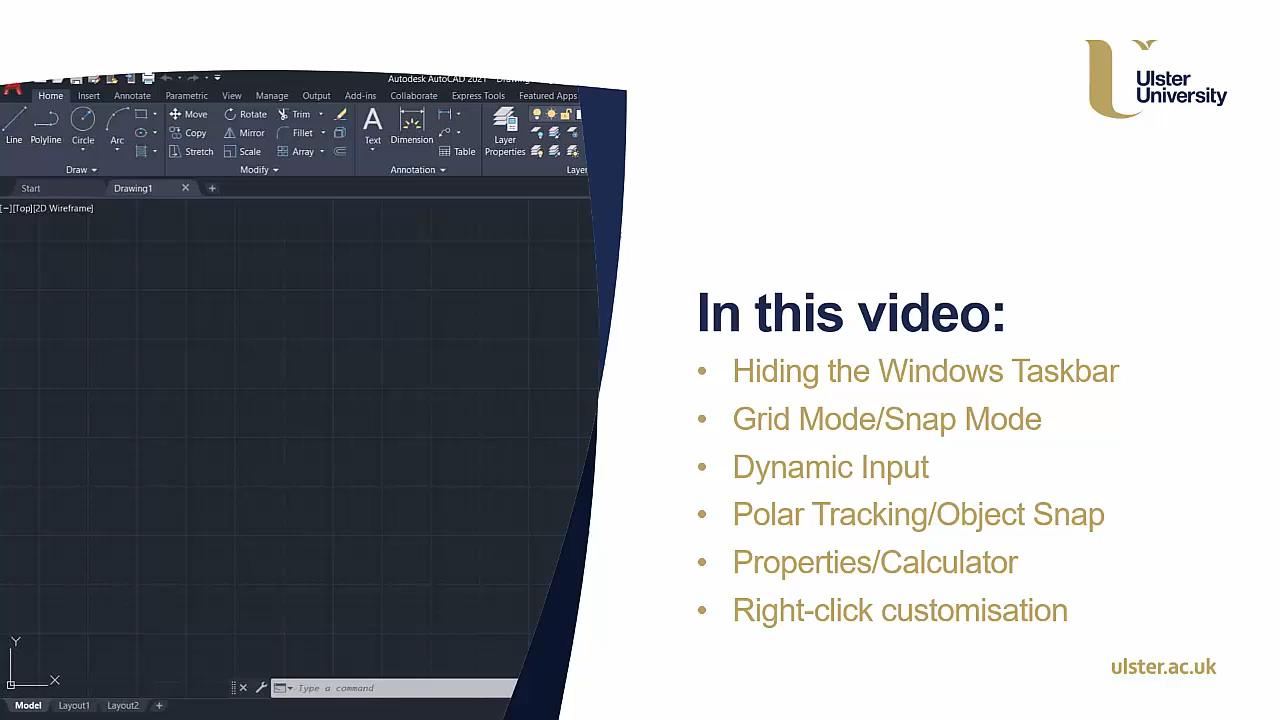 Autodesk AutoCAD 2021
Home Insert Annotate Parametric View Manage Output Add-ins Collaborate Express Tools Featured Apps
Line Polyline Circle Arc
Move Rotate Trim
Copy Mirror Fillet
Stretch Scale Array
Text Dimension Table
Layer Properties
Draw Modify Annotation
Start Drawing1
[−][Top][2D Wireframe]
Y
X
Type a command
Model Layout1 Layout2 +
Ulster
University
In this video:
• Hiding the Windows Taskbar
• Grid Mode/Snap Mode
• Dynamic Input
• Polar Tracking/Object Snap
• Properties/Calculator
• Right-click customisation
ulster.ac.uk